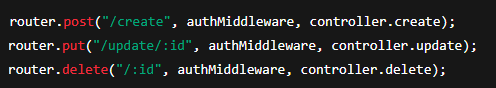 router.post("/create", authMiddleware, controller.create);
router.put("/update/:id", authMiddleware, controller.update);
router.delete("/:id", authMiddleware, controller.delete);